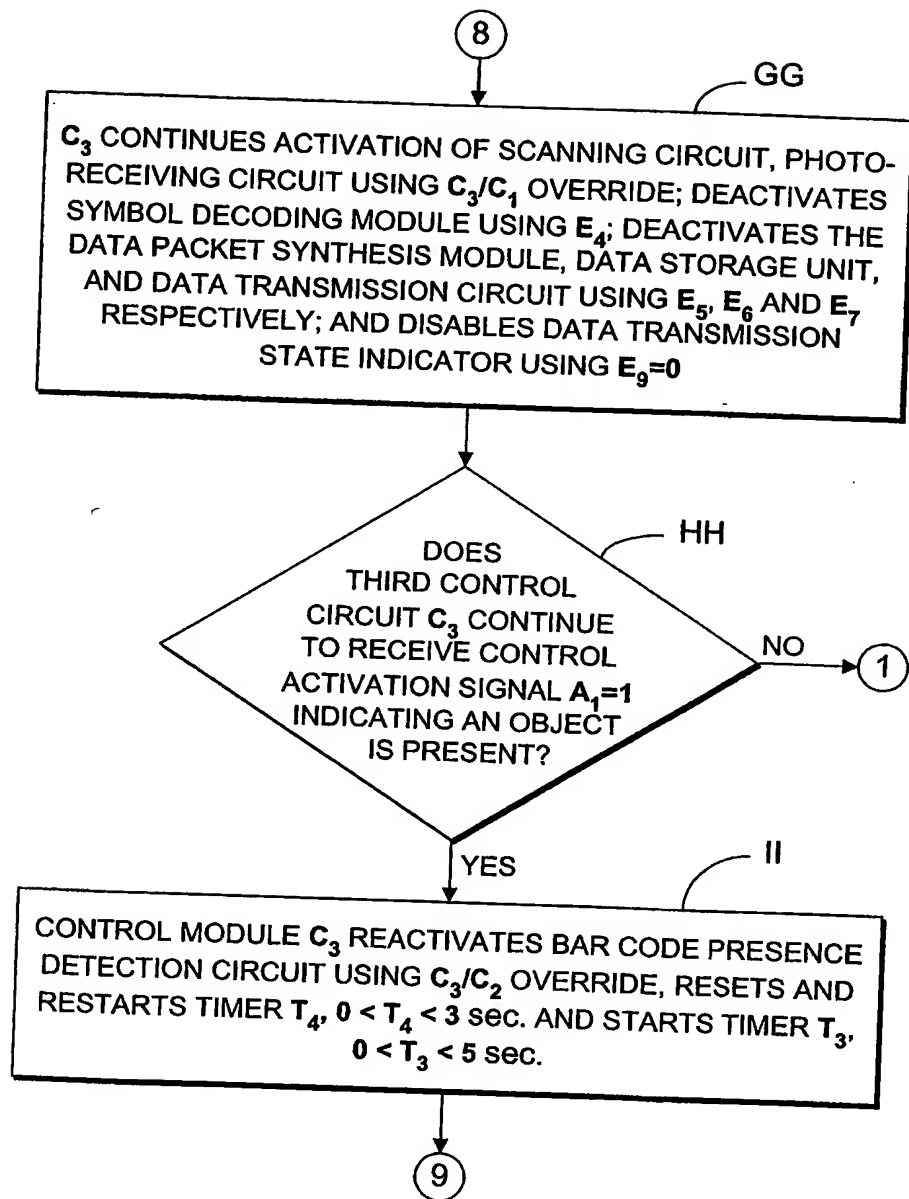 8
GG
C₃ CONTINUES ACTIVATION OF SCANNING CIRCUIT, PHOTO-
RECEIVING CIRCUIT USING C₃/C₁ OVERRIDE; DEACTIVATES
SYMBOL DECODING MODULE USING E₄; DEACTIVATES THE
DATA PACKET SYNTHESIS MODULE, DATA STORAGE UNIT,
AND DATA TRANSMISSION CIRCUIT USING E₅, E₆ AND E₇
RESPECTIVELY; AND DISABLES DATA TRANSMISSION
STATE INDICATOR USING E₉=0
HH
DOES
THIRD CONTROL
CIRCUIT C₃ CONTINUE
TO RECEIVE CONTROL
ACTIVATION SIGNAL A₁=1
INDICATING AN OBJECT
IS PRESENT?
NO
1
YES
II
CONTROL MODULE C₃ REACTIVATES BAR CODE PRESENCE
DETECTION CIRCUIT USING C₃/C₂ OVERRIDE, RESETS AND
RESTARTS TIMER T₄, 0 < T₄ < 3 sec. AND STARTS TIMER T₃,
0 < T₃ < 5 sec.
9